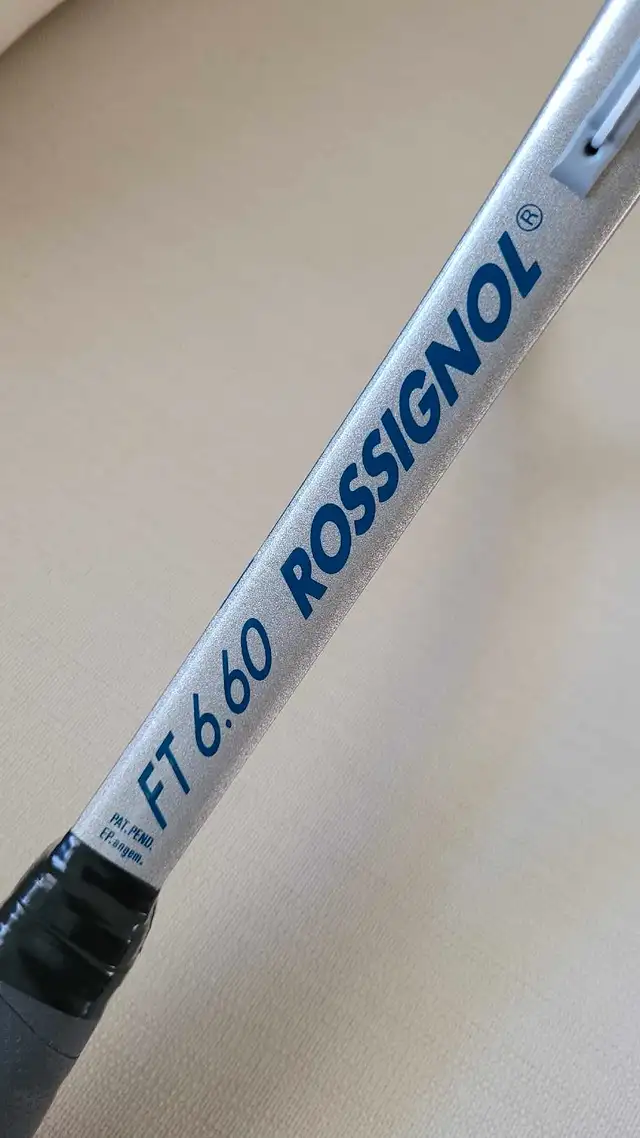 FT 6.60 ROSSIGNOL®
PAT. PEND.
EP. angem.